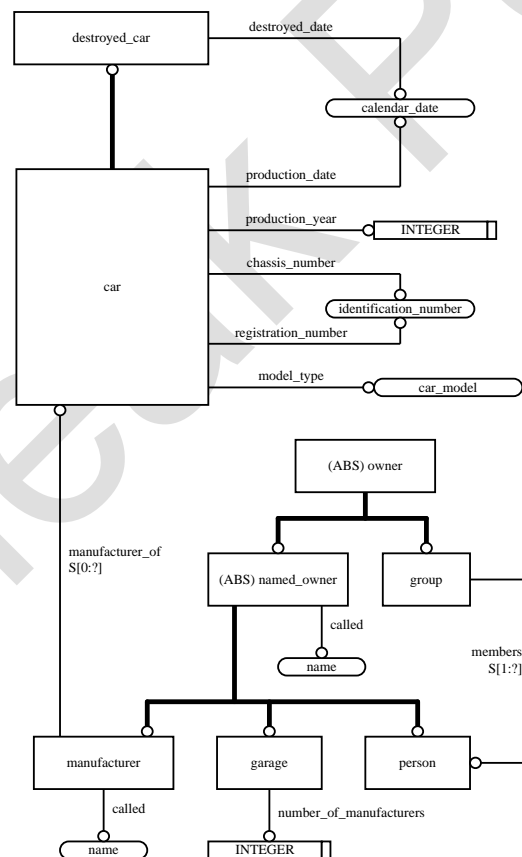 destroyed_car
destroyed_date
calendar_date
production_date
production_year
INTEGER
car
chassis_number
identification_number
registration_number
model_type
car_model
(ABS) owner
manufacturer_of
S[0:?]
(ABS) named_owner
group
called
name
members
S[1:?]
manufacturer
garage
person
called
number_of_manufacturers
name
INTEGER